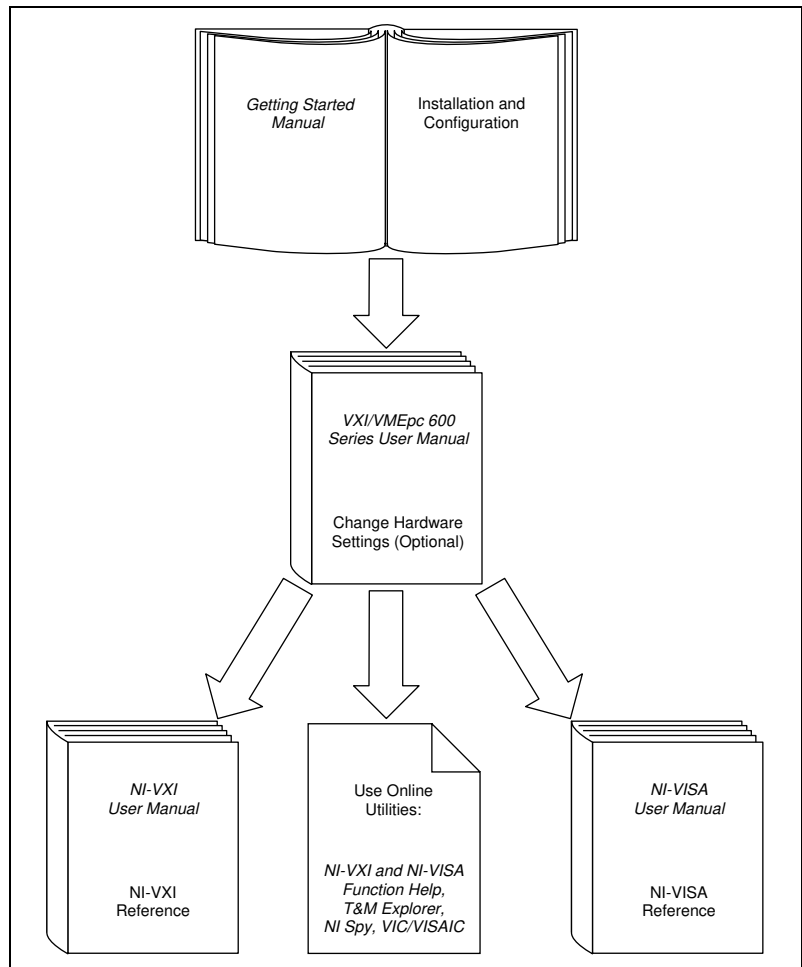 Getting Started
Manual
Installation and
Configuration
VXI/VMEpc 600
Series User Manual
Change Hardware
Settings (Optional)
NI-VXI
User Manual
NI-VXI
Reference
Use Online
Utilities:
NI-VXI and NI-VISA
Function Help,
T&M Explorer,
NI Spy, VIC/VISAIC
NI-VISA
User Manual
NI-VISA
Reference